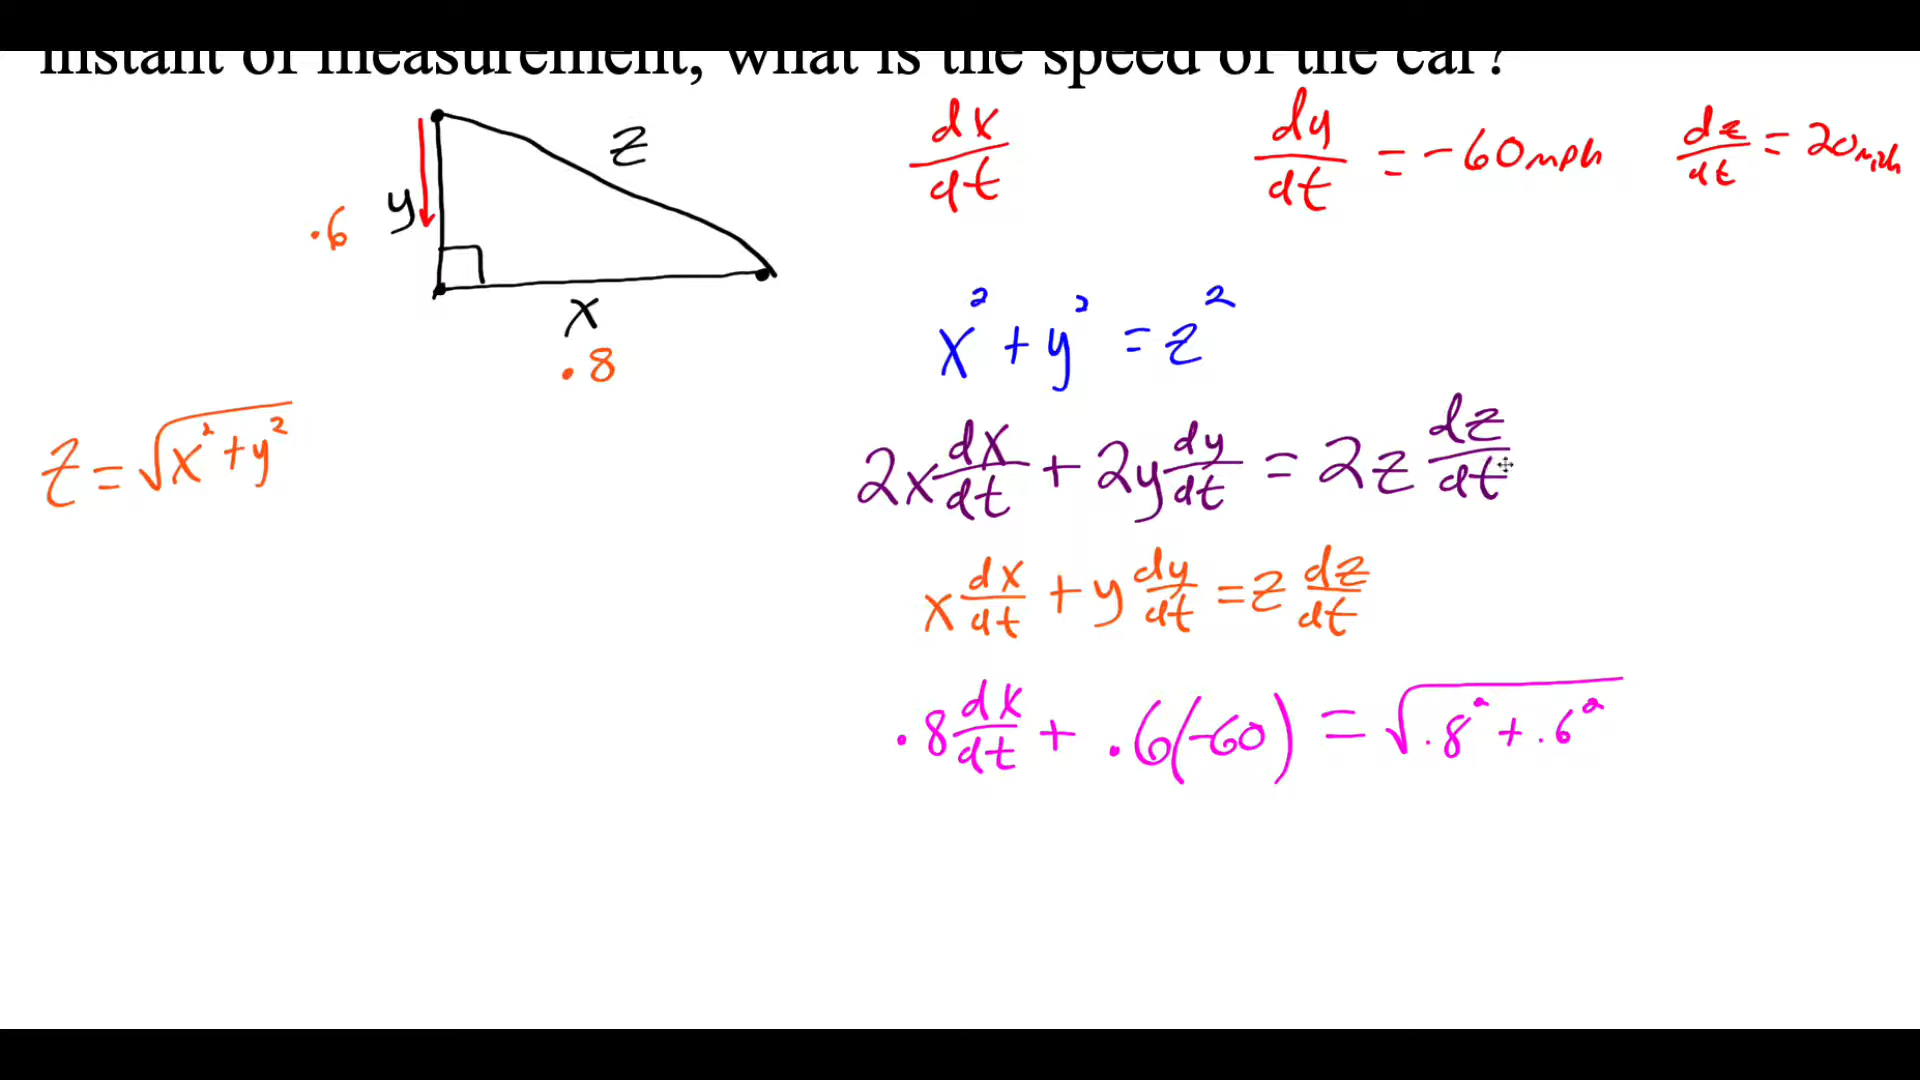 instant of measurement, what is the speed of the car?
dx/dt dy/dt = -60mph dz/dt = 20mph
z
y
.6
x
.8
x² + y² = z²
z = √(x² + y²)
2x dx/dt + 2y dy/dt = 2z dz/dt
x dx/dt + y dy/dt = z dz/dt
.8 dx/dt + .6(-60) = √(.8² + .6²)